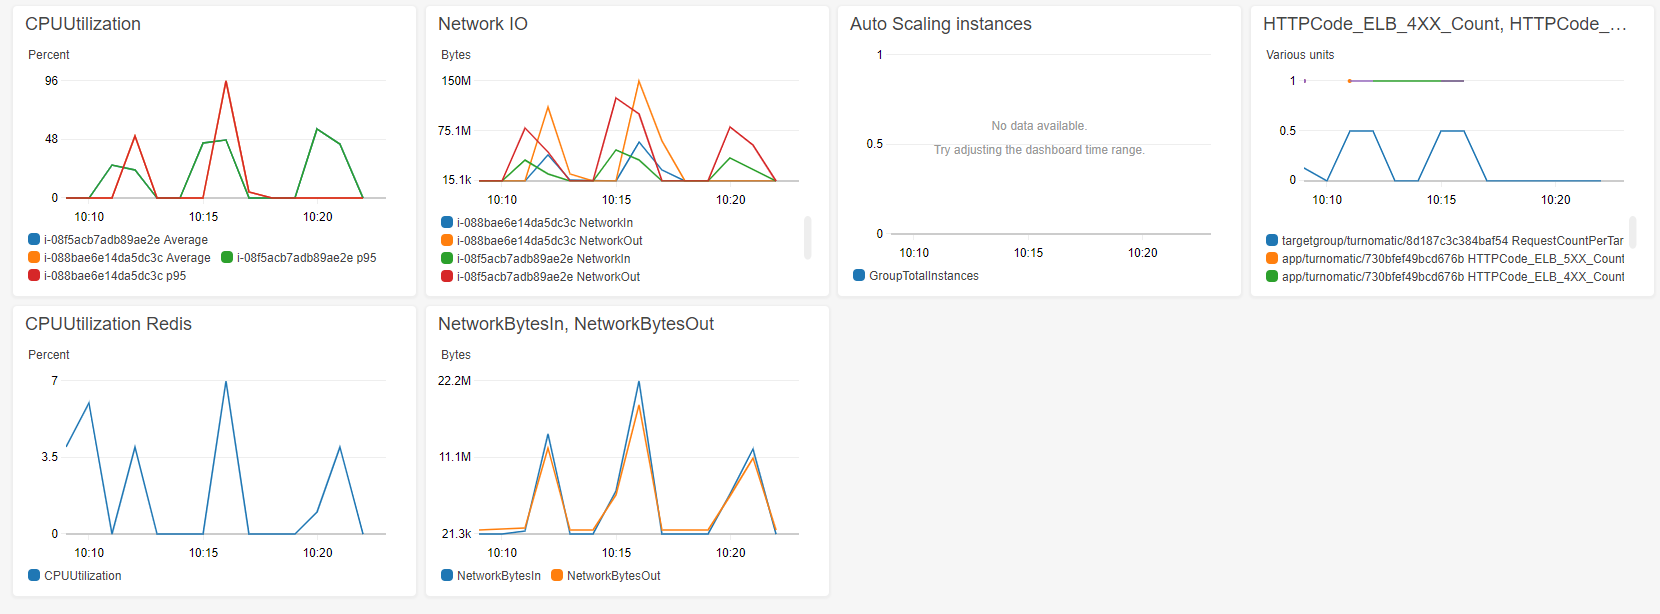 CPUUtilization
Percent
96
48
0
10:10 10:15 10:20
i-08f5acb7adb89ae2e Average
i-088bae6e14da5dc3c Average i-08f5acb7adb89ae2e p95
i-088bae6e14da5dc3c p95
Network IO
Bytes
150M
75.1M
15.1k
10:10 10:15 10:20
i-088bae6e14da5dc3c NetworkIn
i-088bae6e14da5dc3c NetworkOut
i-08f5acb7adb89ae2e NetworkIn
i-08f5acb7adb89ae2e NetworkOut
Auto Scaling instances
1
0.5
0
No data available.
Try adjusting the dashboard time range.
10:10 10:15 10:20
GroupTotalInstances
HTTPCode_ELB_4XX_Count, HTTPCode_...
Various units
1
0.5
0
10:10 10:15 10:20
targetgroup/turnomatic/8d187c3c384baf54 RequestCountPerTar
app/turnomatic/730bfef49bcd676b HTTPCode_ELB_5XX_Count
app/turnomatic/730bfef49bcd676b HTTPCode_ELB_4XX_Count
CPUUtilization Redis
Percent
7
3.5
0
10:10 10:15 10:20
CPUUtilization
NetworkBytesIn, NetworkBytesOut
Bytes
22.2M
11.1M
21.3k
10:10 10:15 10:20
NetworkBytesIn NetworkBytesOut